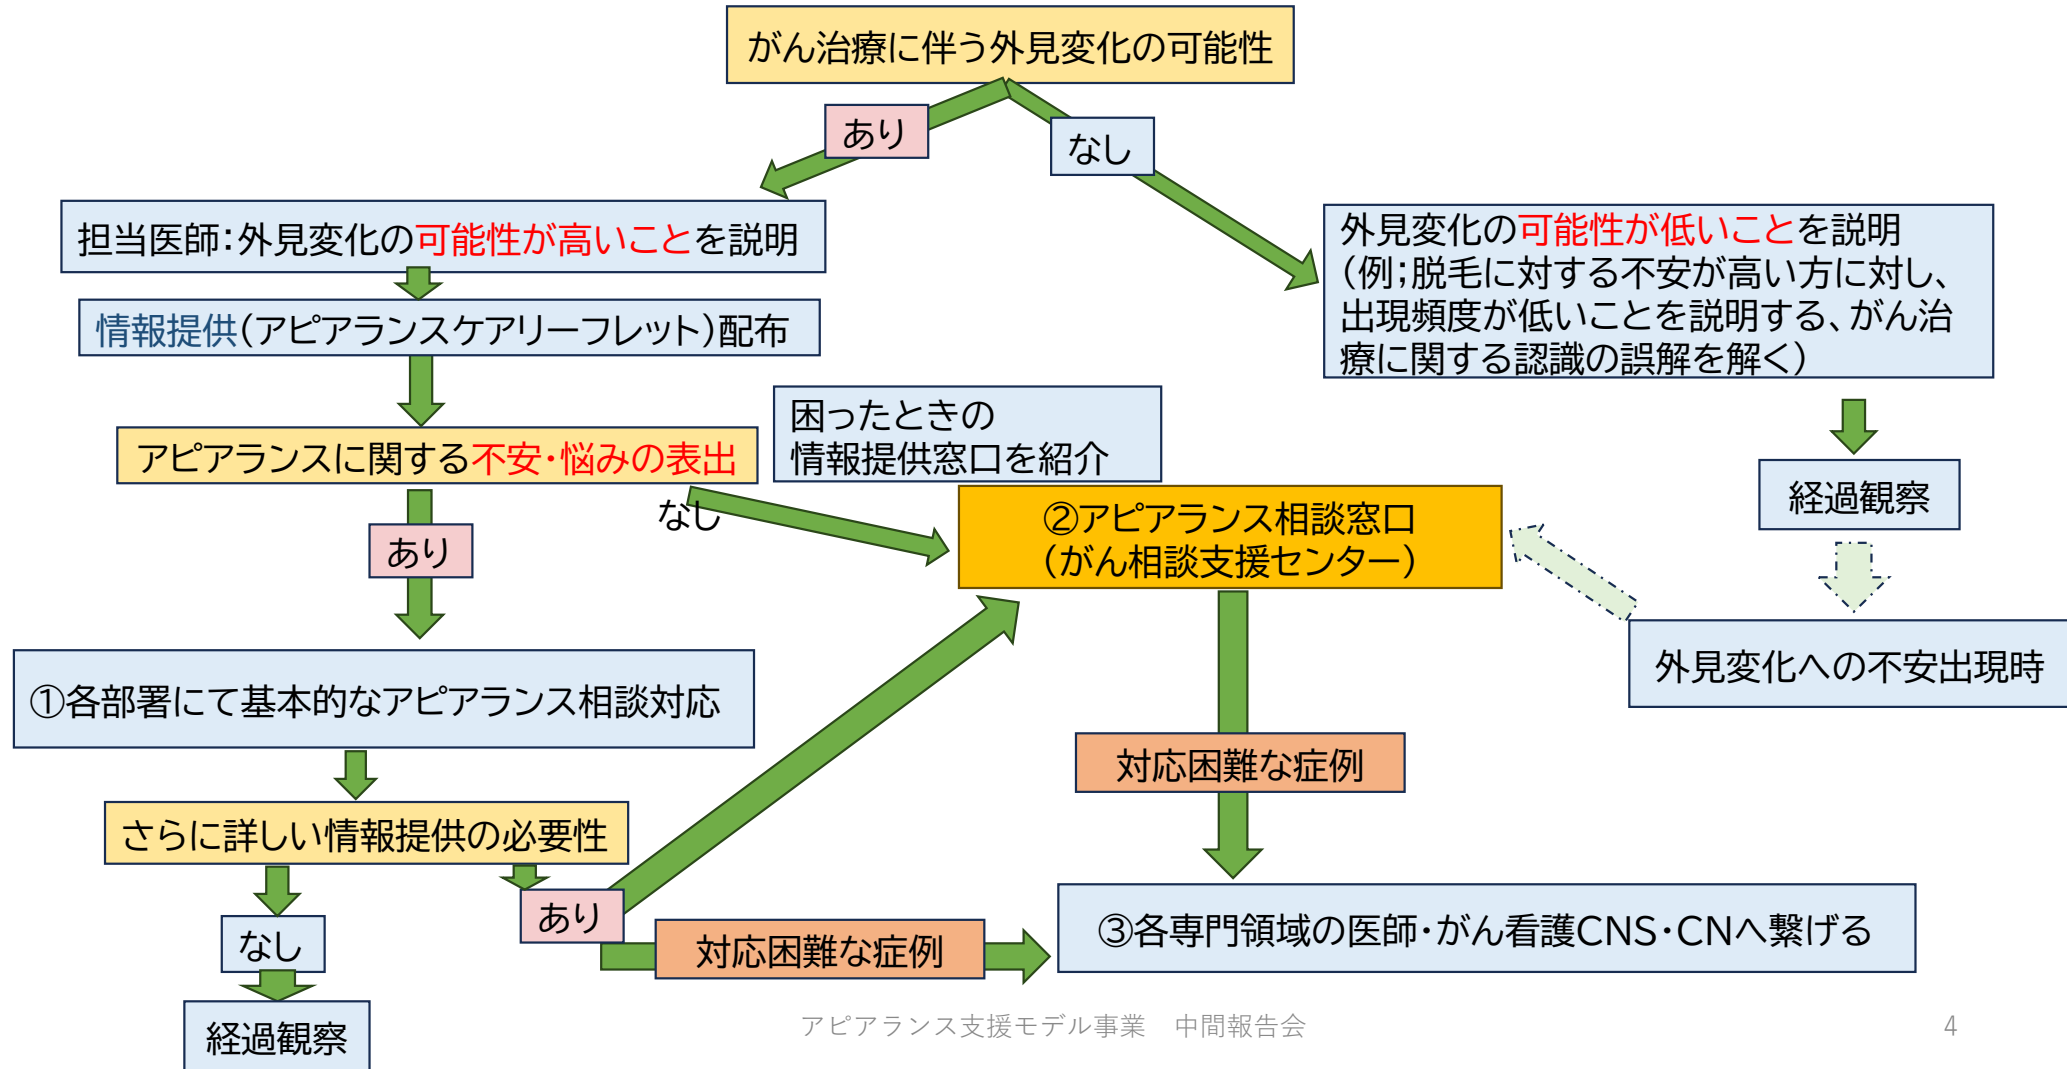 がん治療に伴う外見変化の可能性
あり
なし
担当医師：外見変化の可能性が高いことを説明
外見変化の可能性が低いことを説明
（例；脱毛に対する不安が高い方に対し、
出現頻度が低いことを説明する、がん治
療に関する認識の誤解を解く）
情報提供（アピアランスケアリーフレット）配布
困ったときの
情報提供窓口を紹介
アピアランスに関する不安・悩みの表出
なし
あり
②アピアランス相談窓口
（がん相談支援センター）
経過観察
外見変化への不安出現時
①各部署にて基本的なアピアランス相談対応
対応困難な症例
さらに詳しい情報提供の必要性
なし
あり
対応困難な症例
③各専門領域の医師・がん看護CNS・CNへ繋げる
経過観察
アピアランス支援モデル事業　中間報告会
4